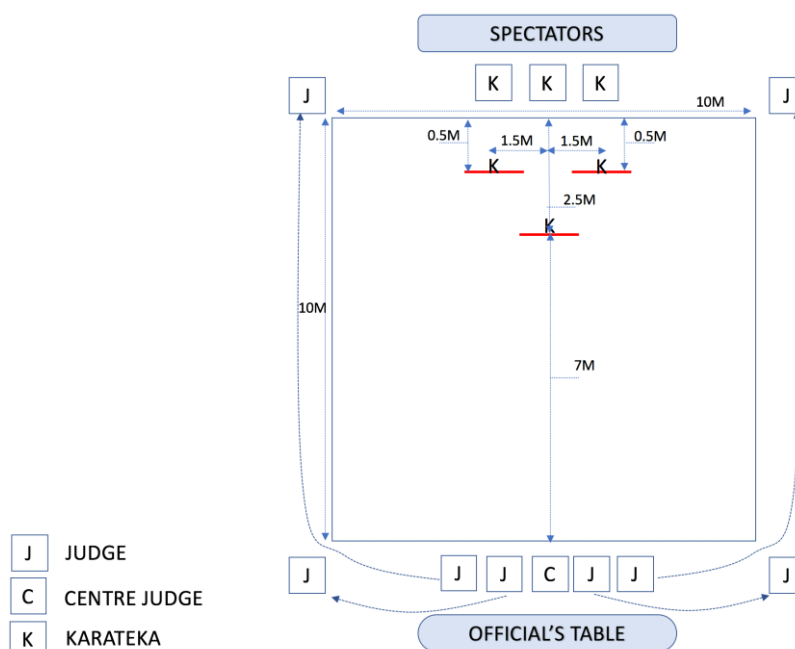 SPECTATORS
J K K K J
10M
0.5M 1.5M 1.5M 0.5M
K K
2.5M
K
10M
7M
J JUDGE
J J J C J J J
C CENTRE JUDGE
K KARATEKA
OFFICIAL'S TABLE